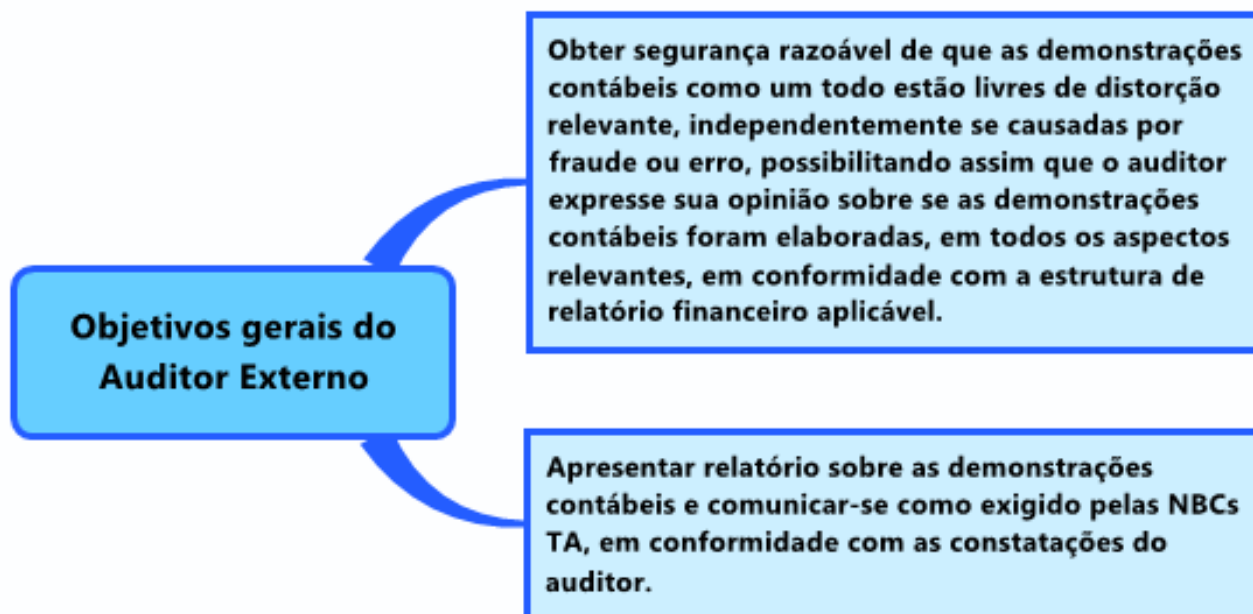 Objetivos gerais do
Auditor Externo
Obter segurança razoável de que as demonstrações
contábeis como um todo estão livres de distorção
relevante, independentemente se causadas por
fraude ou erro, possibilitando assim que o auditor
expresse sua opinião sobre se as demonstrações
contábeis foram elaboradas, em todos os aspectos
relevantes, em conformidade com a estrutura de
relatório financeiro aplicável.
Apresentar relatório sobre as demonstrações
contábeis e comunicar-se como exigido pelas NBCs
TA, em conformidade com as constatações do
auditor.